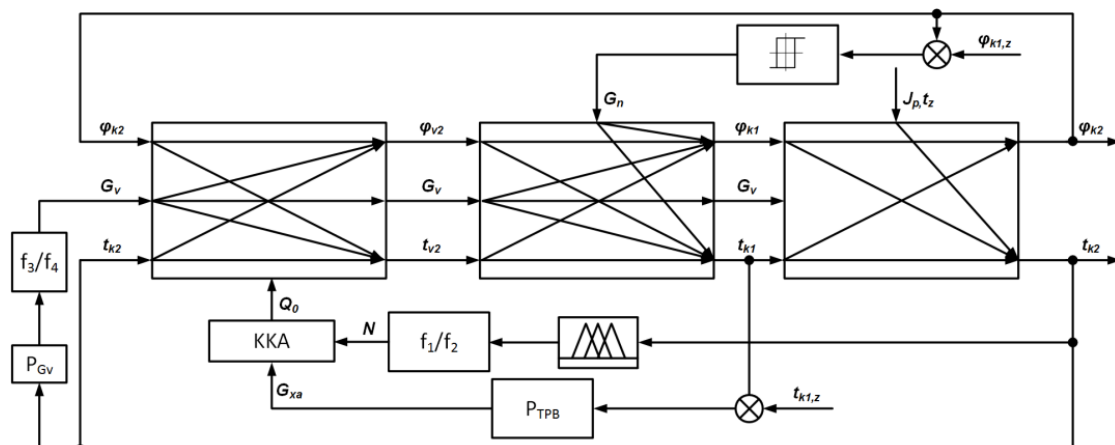 φk1,z
Gn
Jp,tz
φk2
φv2
φk1
φk2
Gv
Gv
Gv
tk2
tv2
tk1
tk2
f3/f4
Q0
KKA
N
f1/f2
PGv
Gxa
PTPB
tk1,z